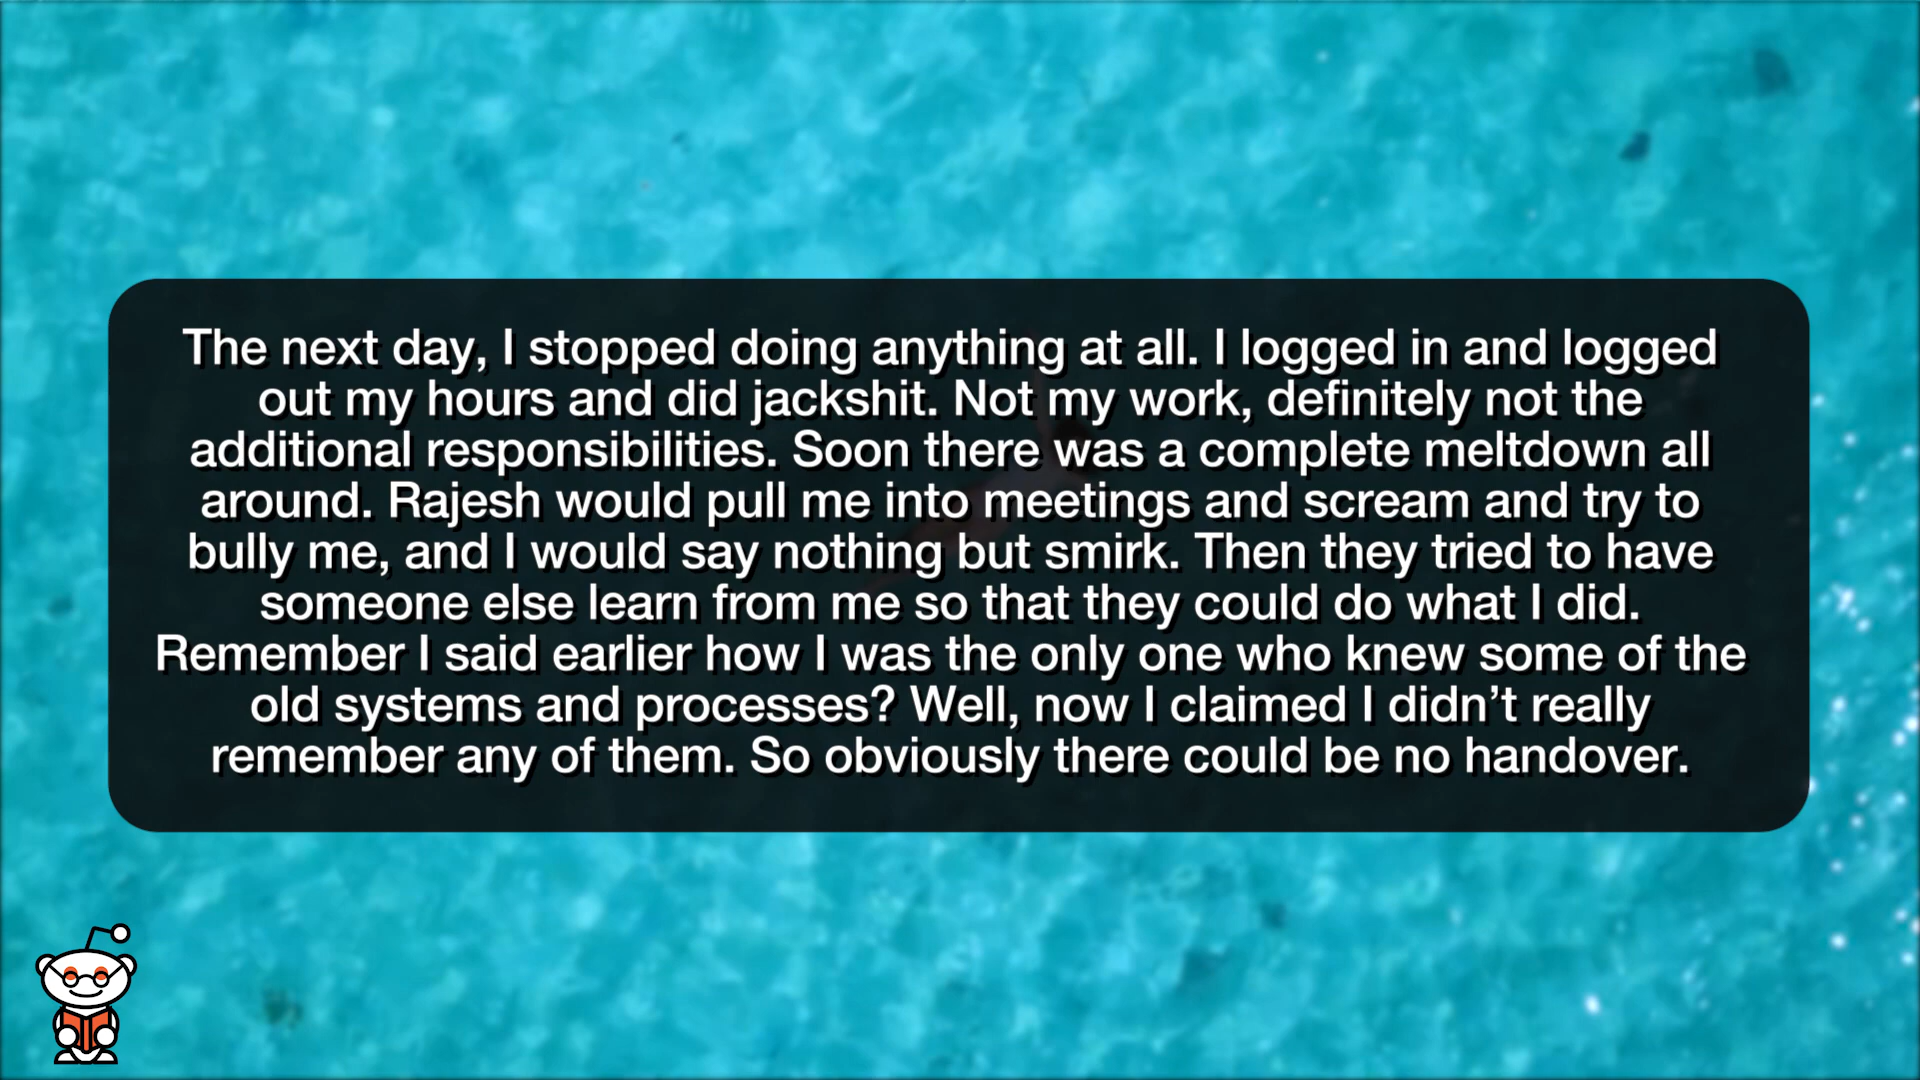 The next day, I stopped doing anything at all. I logged in and logged
out my hours and did jackshit. Not my work, definitely not the
additional responsibilities. Soon there was a complete meltdown all
around. Rajesh would pull me into meetings and scream and try to
bully me, and I would say nothing but smirk. Then they tried to have
someone else learn from me so that they could do what I did.
Remember I said earlier how I was the only one who knew some of the
old systems and processes? Well, now I claimed I didn’t really
remember any of them. So obviously there could be no handover.